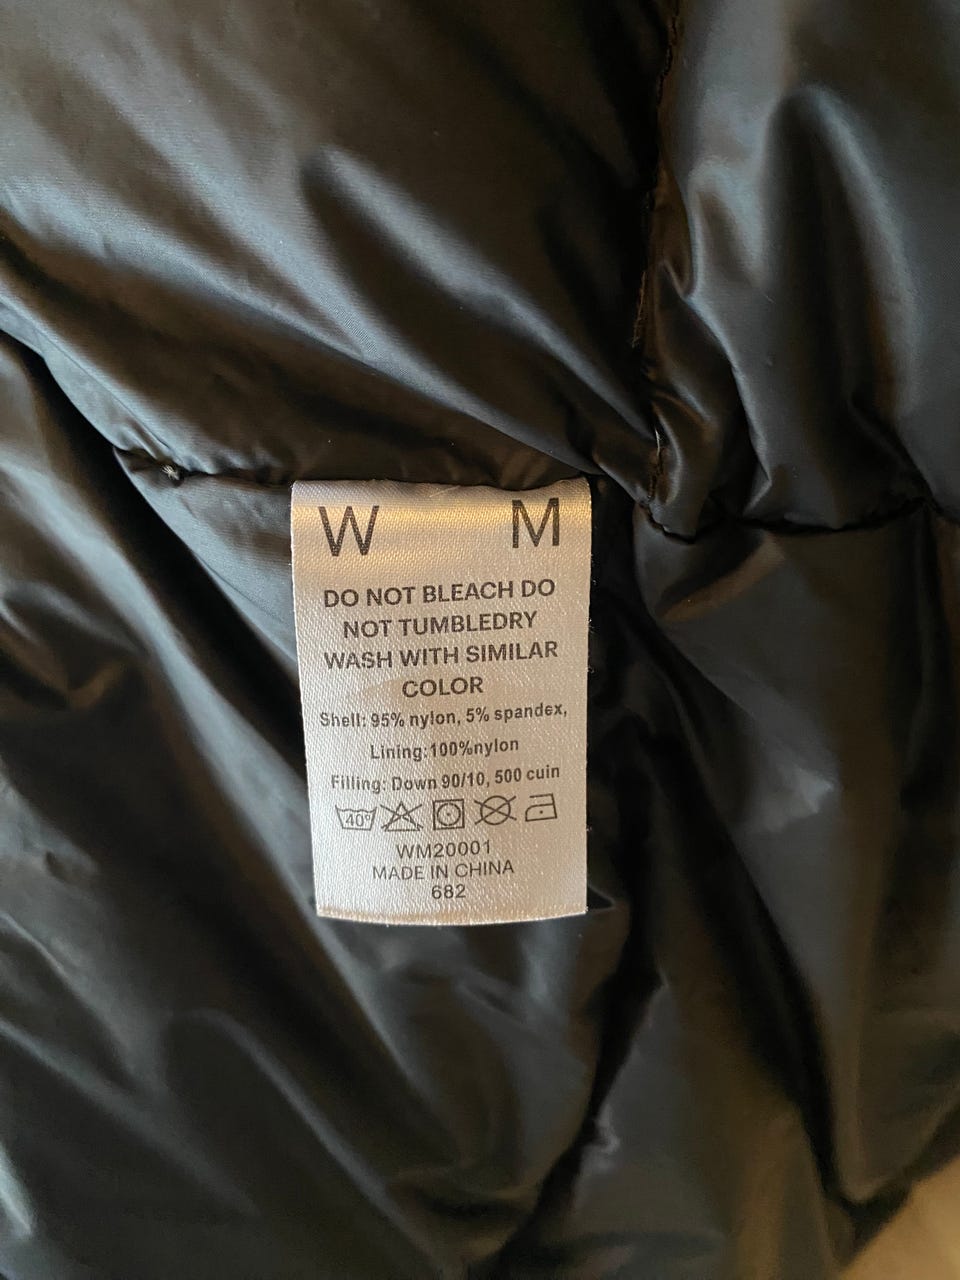 W M
DO NOT BLEACH DO
NOT TUMBLEDRY
WASH WITH SIMILAR
COLOR
Shell: 95% nylon, 5% spandex,
Lining:100%nylon
Filling: Down 90/10, 500 cuin
40°
WM20001
MADE IN CHINA
682